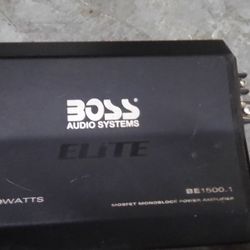 BOSS
AUDIO SYSTEMS
ELITE
WATTS
BE1500.1
MOSFET MONOBLOCK POWER AMPLIFIER